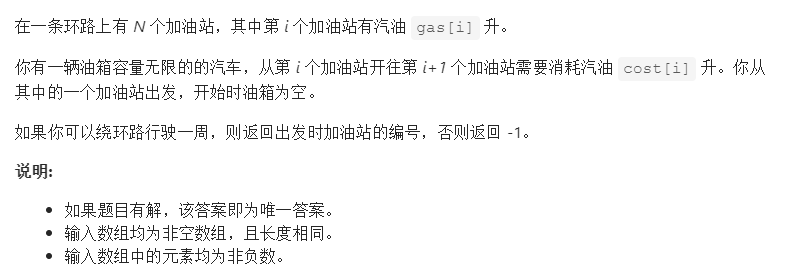 在一条环路上有 N 个加油站，其中第 i 个加油站有汽油 gas[i] 升。
你有一辆油箱容量无限的的汽车，从第 i 个加油站开往第 i+1 个加油站需要消耗汽油 cost[i] 升。你从
其中的一个加油站出发，开始时油箱为空。
如果你可以绕环路行驶一周，则返回出发时加油站的编号，否则返回 -1。
说明:
• 如果题目有解，该答案即为唯一答案。
• 输入数组均为非空数组，且长度相同。
• 输入数组中的元素均为非负数。